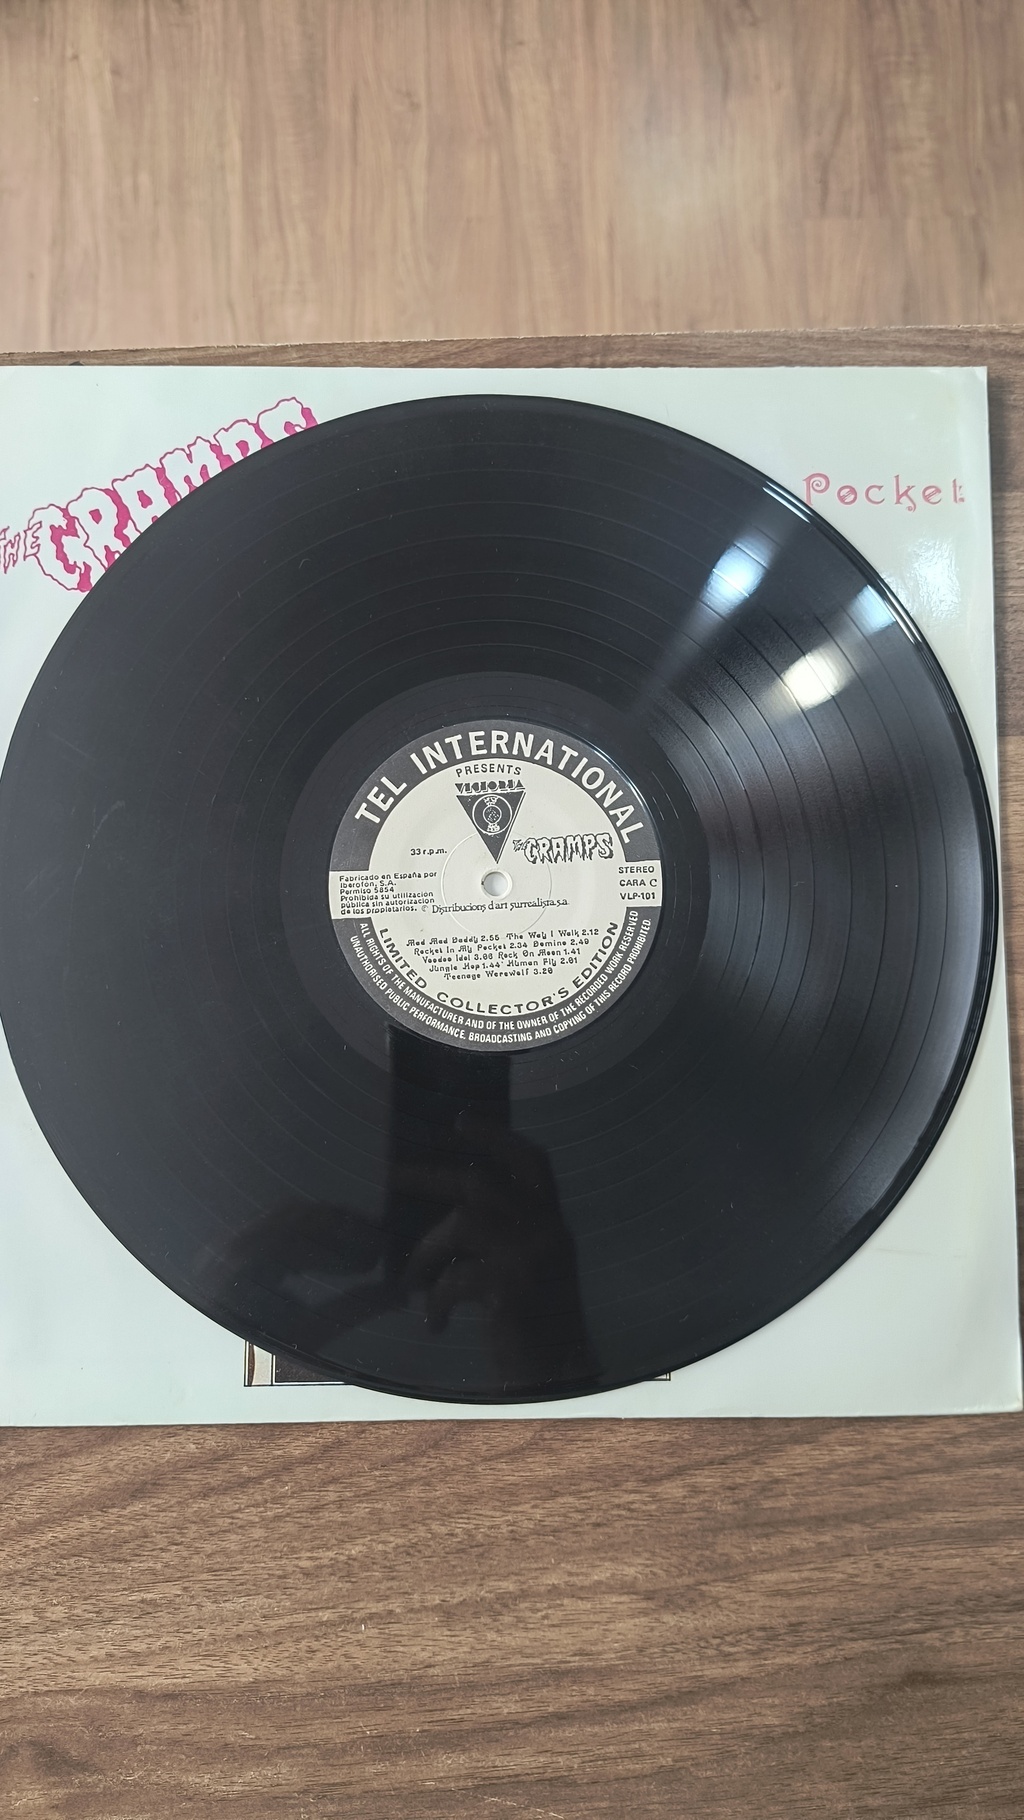 THE CRAMPS
Pocket
TEL INTERNATIONAL
PRESENTS
VICTORIA
THE CRAMPS
33 r.p.m.
STEREO
CARA C
VLP-101
Fabricado en España por
Iberofon, S.A.
Permiso 5854
Prohibida su utilización
pública sin autorización
de los propietarios.
© Distribucions d'art surrealista.s.a.
Mad Mad Daddy 2.55 The Way I Walk 2.12
Rocket In My Pocket 2.34 Domino 2.49
Voodoo Idol 3.06 Rock On Moon 1.41
Jungle Hop 1.44 Human Fly 2.01
Teenage Werewolf 3.20
LIMITED COLLECTOR'S EDITION
ALL RIGHTS OF THE MANUFACTURER AND OF THE OWNER OF THE RECORDED WORK RESERVED
UNAUTHORISED PUBLIC PERFORMANCE. BROADCASTING AND COPYING OF THIS RECORD PROHIBITED.